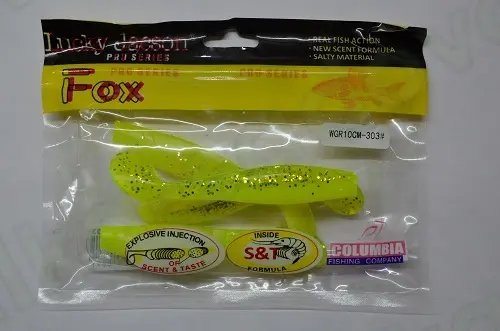 Lucky Jacson
PRO SERIES
PRO SERIES
PRO SERIES
Fox
- REAL FISH ACTION
- NEW SCENT FORMULA
- SALTY MATERIAL
WGR10CM-303#
EXPLOSIVE INJECTION
OF
SCENT & TASTE
INSIDE
S&T
FORMULA
COLUMBIA
FISHING COMPANY